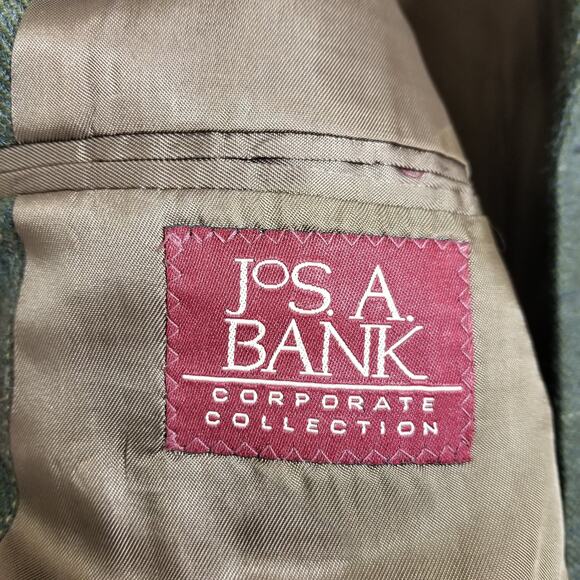 JoS. A.
BANK
CORPORATE
COLLECTION